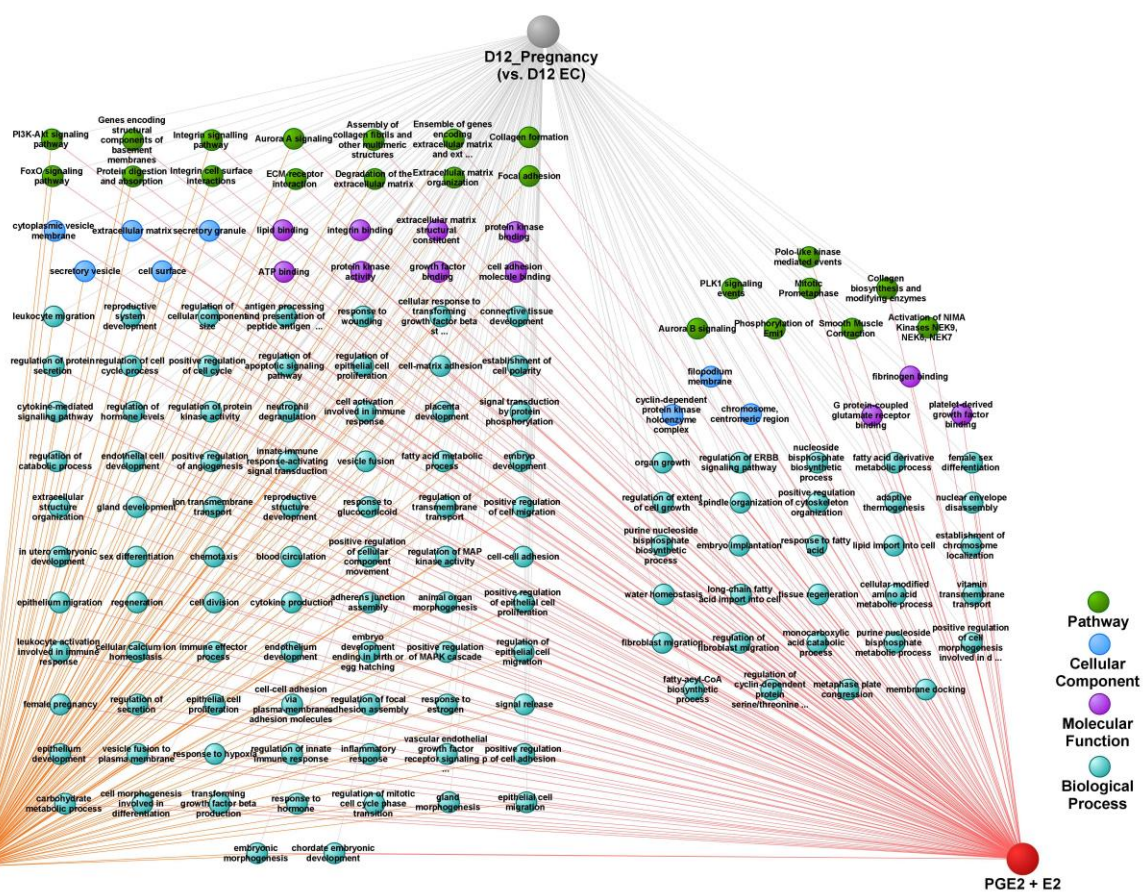 D12_Pregnancy
(vs. D12 EC)
PI3K-Akt signaling
pathway
Genes encoding
structural
components of
basement
membranes
Integrin signalling
pathway
Aurora A signaling
Assembly of
collagen fibrils and
other multimeric
structures
Ensemble of genes
encoding
extracellular matrix
and ext ...
Collagen formation
FoxO signaling
pathway
Protein digestion
and absorption
Integrin cell surface
interactions
ECM-receptor
interaction
Degradation of the
extracellular matrix
Extracellular matrix
organization
Focal adhesion
cytoplasmic vesicle
membrane
extracellular matrix
secretory granule
lipid binding
integrin binding
extracellular matrix
structural
constituent
protein kinase
binding
secretory vesicle
cell surface
ATP binding
protein kinase
activity
growth factor
binding
cell adhesion
molecule binding
leukocyte migration
reproductive
system
development
regulation of
cellular component
size
antigen processing
and presentation of
peptide antigen ...
response to
wounding
cellular response to
transforming
growth factor beta
st ...
connective tissue
development
regulation of protein
secretion
regulation of cell
cycle process
positive regulation
of cell cycle
regulation of
apoptotic signaling
pathway
regulation of
epithelial cell
proliferation
cell-matrix adhesion
establishment of
cell polarity
cytokine-mediated
signaling pathway
regulation of
hormone levels
regulation of protein
kinase activity
neutrophil
degranulation
cell activation
involved in immune
response
placenta
development
signal transduction
by protein
phosphorylation
regulation of
catabolic process
endothelial cell
development
positive regulation
of angiogenesis
innate immune
response-activating
signal transduction
vesicle fusion
fatty acid metabolic
process
embryo
development
extracellular
structure
organization
gland development
ion transmembrane
transport
reproductive
structure
development
response to
glucocorticoid
regulation of
transmembrane
transport
positive regulation
of cell migration
in utero embryonic
development
sex differentiation
chemotaxis
blood circulation
positive regulation
of cellular
component
movement
regulation of MAP
kinase activity
cell-cell adhesion
epithelium migration
regeneration
cell division
cytokine production
adherens junction
assembly
animal organ
morphogenesis
positive regulation
of epithelial cell
proliferation
leukocyte activation
involved in immune
response
cellular calcium ion
homeostasis
immune effector
process
endothelium
development
embryo
development
ending in birth or
egg hatching
positive regulation
of MAPK cascade
regulation of
epithelial cell
migration
female pregnancy
regulation of
secretion
epithelial cell
proliferation
cell-cell adhesion
via
plasma-membrane
adhesion molecules
regulation of focal
adhesion assembly
response to
estrogen
signal release
epithelium
development
vesicle fusion to
plasma membrane
response to hypoxia
regulation of innate
immune response
inflammatory
response
vascular endothelial
growth factor
receptor signaling
p
...
positive regulation
of cell adhesion
carbohydrate
metabolic process
cell morphogenesis
involved in
differentiation
transforming
growth factor beta
production
response to
hormone
regulation of mitotic
cell cycle phase
transition
gland
morphogenesis
epithelial cell
migration
embryonic
morphogenesis
chordate embryonic
development
Polo-like kinase
mediated events
PLK1 signaling
events
Mitotic
Prometaphase
Collagen
biosynthesis and
modifying enzymes
Aurora B signaling
Phosphorylation of
Emi1
Smooth Muscle
Contraction
Activation of NIMA
Kinases NEK9,
NEK6, NEK7
filopodium
membrane
fibrinogen binding
cyclin-dependent
protein kinase
holoenzyme
complex
chromosome,
centromeric region
G protein-coupled
glutamate receptor
binding
platelet-derived
growth factor
binding
organ growth
regulation of ERBB
signaling pathway
nucleoside
bisphosphate
biosynthetic
process
fatty acid derivative
metabolic process
female sex
differentiation
regulation of extent
of cell growth
spindle organization
positive regulation
of cytoskeleton
organization
adaptive
thermogenesis
nuclear envelope
disassembly
purine nucleoside
bisphosphate
biosynthetic
process
embryo implantation
response to fatty
acid
lipid import into cell
establishment of
chromosome
localization
water homeostasis
long-chain fatty
acid import into cell
tissue regeneration
cellular modified
amino acid
metabolic process
vitamin
transmembrane
transport
fibroblast migration
regulation of
fibroblast migration
monocarboxylic
acid catabolic
process
purine nucleoside
bisphosphate
metabolic process
positive regulation
of cell
morphogenesis
involved in d ...
fatty-acyl-CoA
biosynthetic
process
regulation of
cyclin-dependent
protein
serine/threonine ...
metaphase plate
congression
membrane docking
Pathway
Cellular
Component
Molecular
Function
Biological
Process
PGE2 + E2